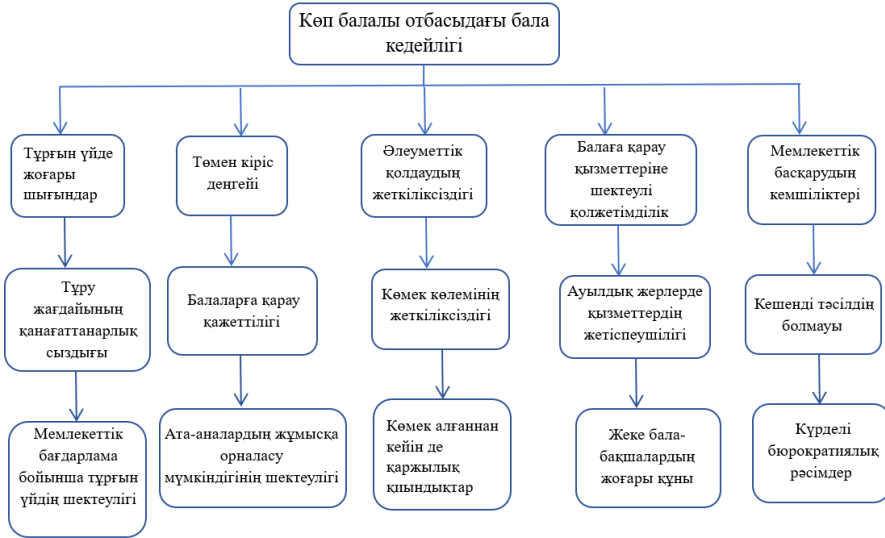 Көп балалы отбасыдағы бала
кедейлігі
Тұрғын үйде
жоғары
шығындар
Төмен кіріс
деңгейі
Әлеуметтік
қолдаудың
жеткіліксіздігі
Балаға қарау
қызметтеріне
шектеулі
қолжетімділік
Мемлекеттік
басқарудың
кемшіліктері
Тұру
жағдайының
қанағаттанарлық
сыздығы
Балаларға қарау
қажеттілігі
Көмек көлемінің
жеткіліксіздігі
Ауылдық жерлерде
қызметтердің
жетіспеушілігі
Кешенді тәсілдің
болмауы
Мемлекеттік
бағдарлама
бойынша тұрғын
үйдің шектеулігі
Ата-аналардың жұмысқа
орналасу
мүмкіндігінің шектеулігі
Көмек алғаннан
кейін де
қаржылық
қиындықтар
Жеке бала-
бақшалардың
жоғары құны
Күрделі
бюрократиялық
рәсімдер